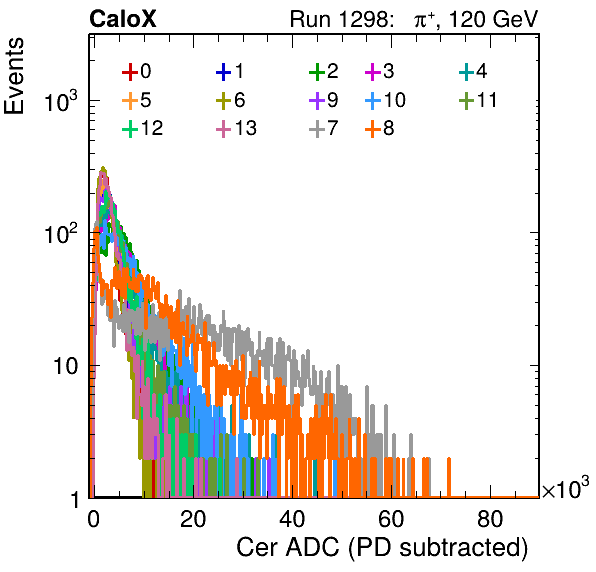 CaloX Run 1298: π⁺, 120 GeV
Events
0 1 2 3 4
5 6 9 10 11
12 13 7 8
10³
10²
10
1
0 20 40 60 80 ×10³
Cer ADC (PD subtracted)